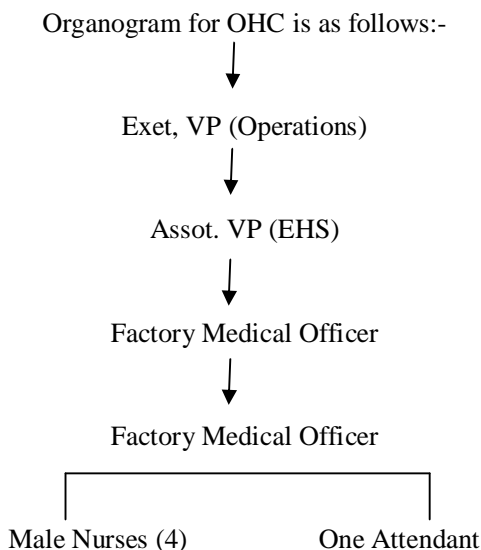 Organogram for OHC is as follows:-
Exet, VP (Operations)
Assot. VP (EHS)
Factory Medical Officer
Factory Medical Officer
Male Nurses (4) One Attendant